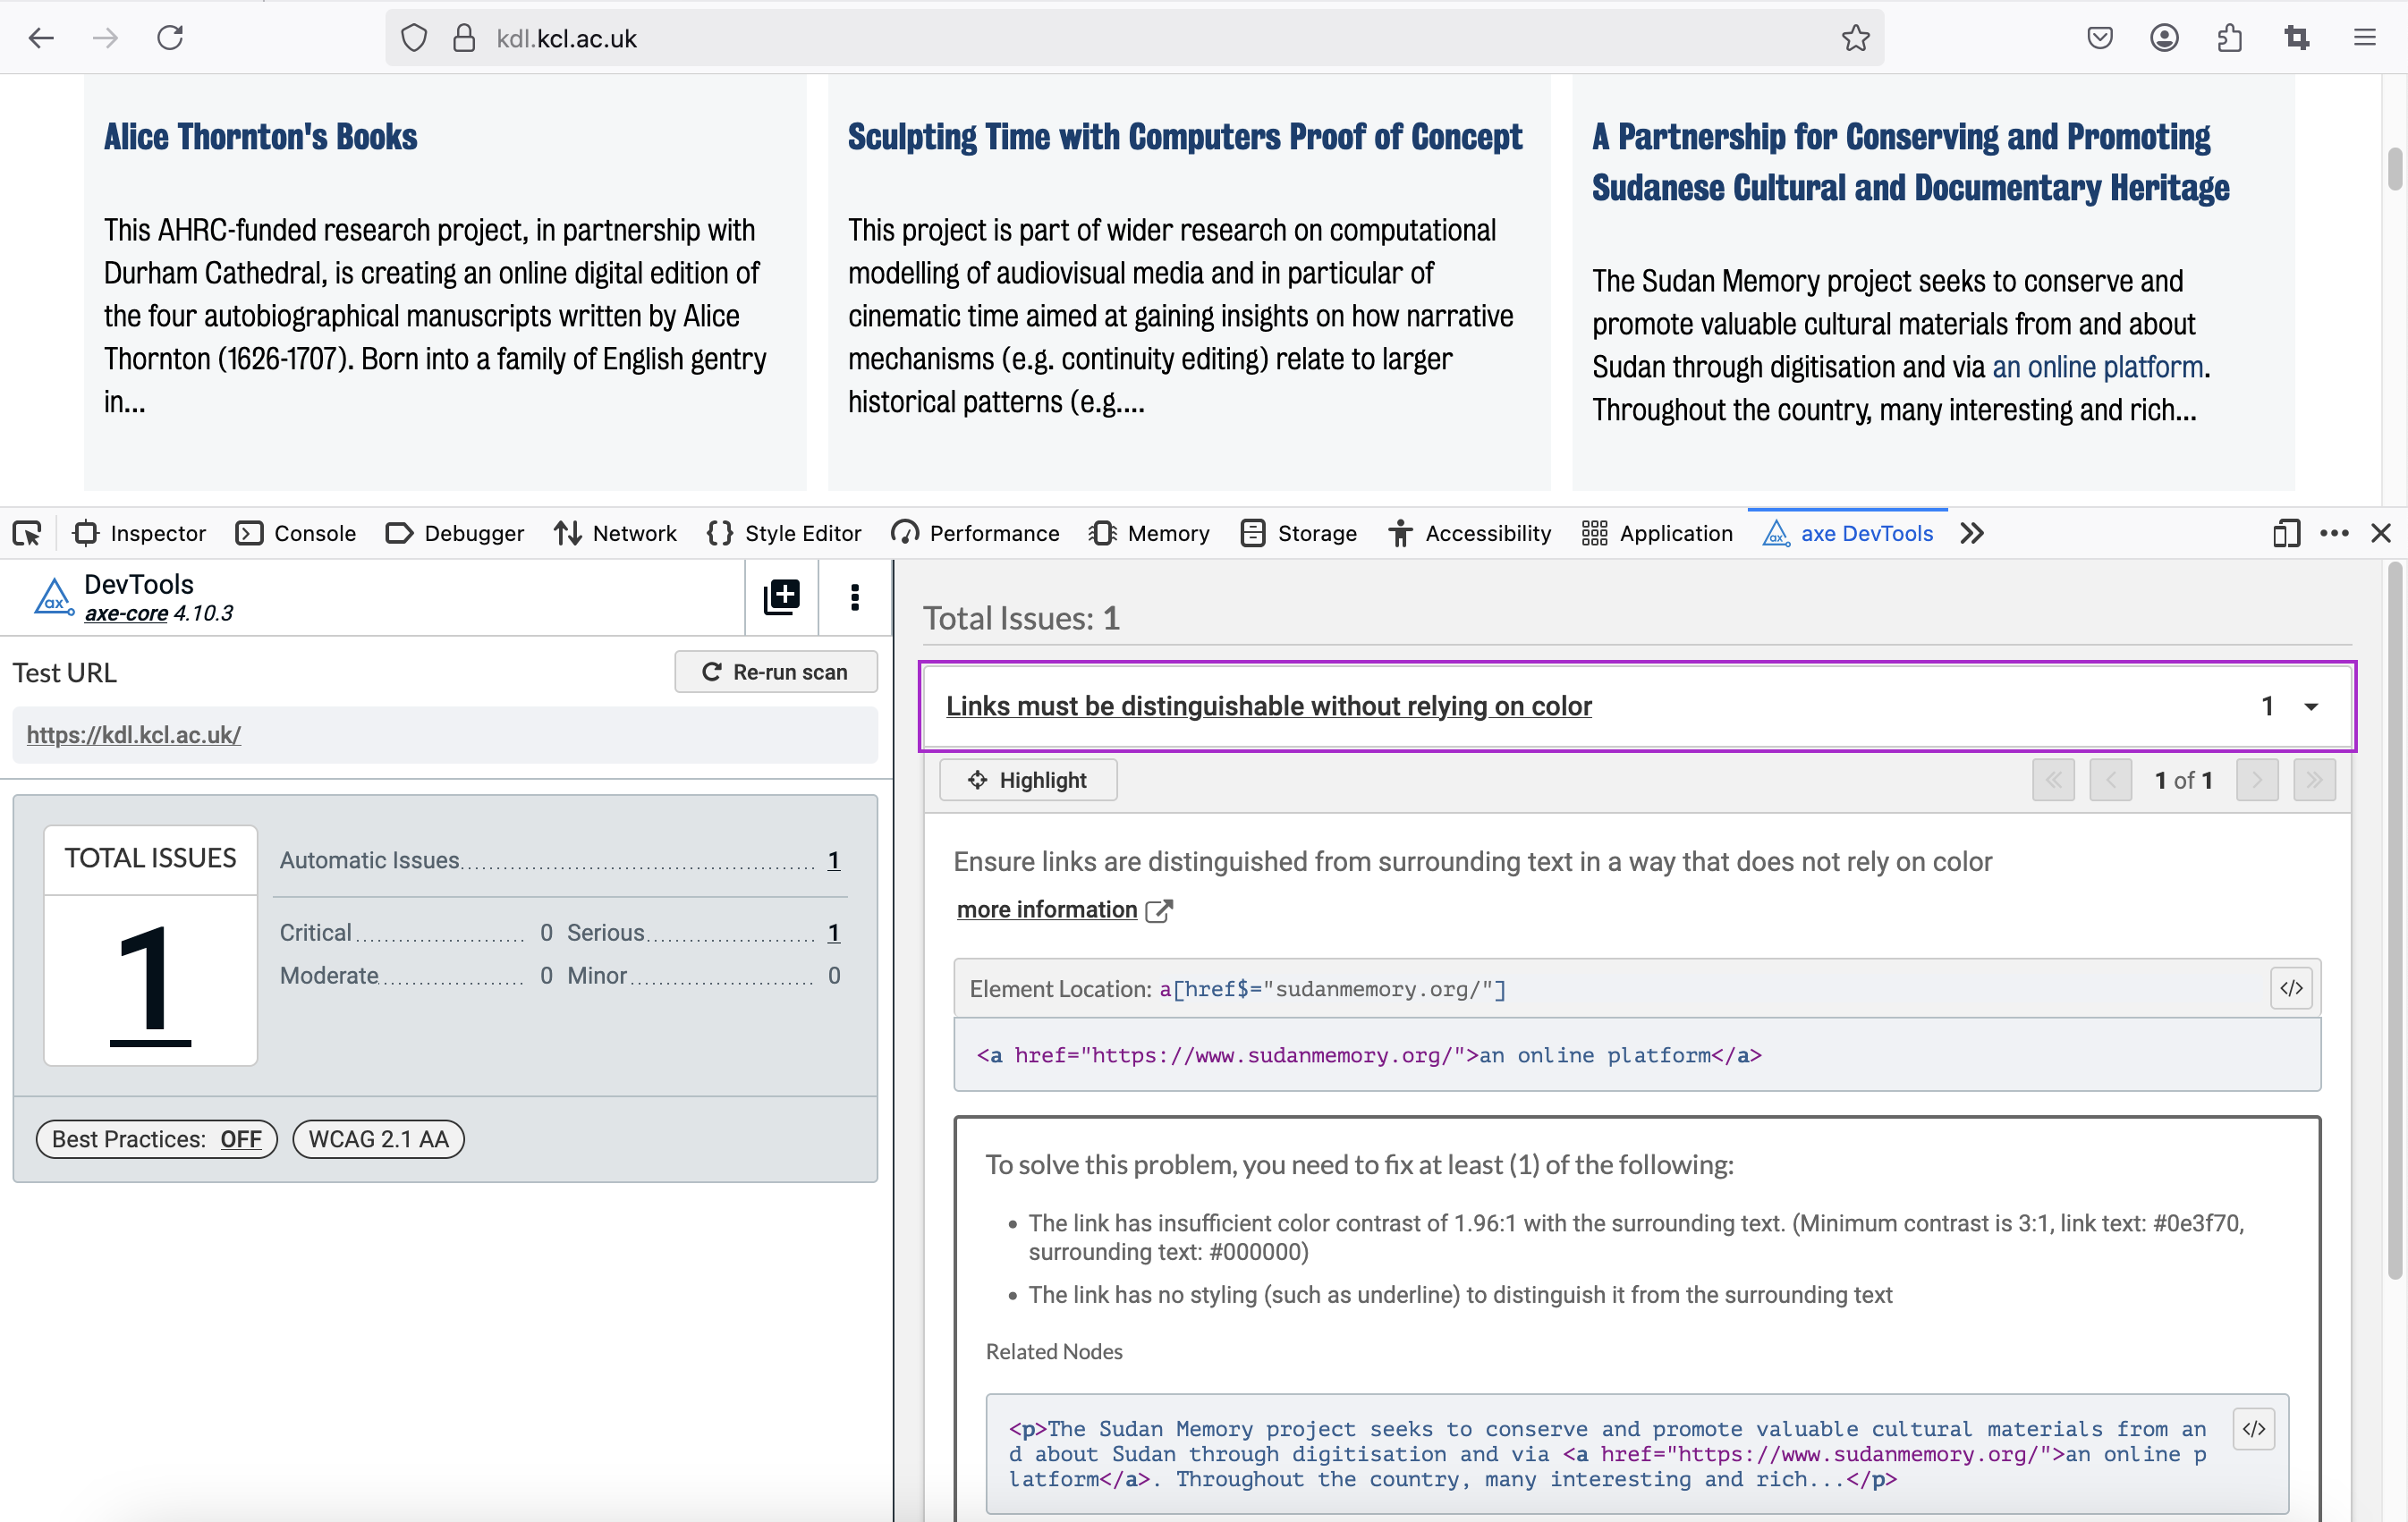 kdl.kcl.ac.uk
Alice Thornton's Books
This AHRC-funded research project, in partnership with
Durham Cathedral, is creating an online digital edition of
the four autobiographical manuscripts written by Alice
Thornton (1626-1707). Born into a family of English gentry
in...
Sculpting Time with Computers Proof of Concept
This project is part of wider research on computational
modelling of audiovisual media and in particular of
cinematic time aimed at gaining insights on how narrative
mechanisms (e.g. continuity editing) relate to larger
historical patterns (e.g....
A Partnership for Conserving and Promoting
Sudanese Cultural and Documentary Heritage
The Sudan Memory project seeks to conserve and
promote valuable cultural materials from and about
Sudan through digitisation and via an online platform.
Throughout the country, many interesting and rich...
Inspector Console Debugger Network Style Editor Performance Memory Storage Accessibility Application axe DevTools
ax DevTools
axe-core 4.10.3
Test URL Re-run scan
https://kdl.kcl.ac.uk/
TOTAL ISSUES
1
Automatic Issues 1
Critical 0 Serious 1
Moderate 0 Minor 0
Best Practices: OFF WCAG 2.1 AA
Total Issues: 1
Links must be distinguishable without relying on color 1
Highlight 1 of 1
Ensure links are distinguished from surrounding text in a way that does not rely on color
more information
Element Location: a[href$="sudanmemory.org/"] </>
<a href="https://www.sudanmemory.org/">an online platform</a>
To solve this problem, you need to fix at least (1) of the following:
• The link has insufficient color contrast of 1.96:1 with the surrounding text. (Minimum contrast is 3:1, link text: #0e3f70,
surrounding text: #000000)
• The link has no styling (such as underline) to distinguish it from the surrounding text
Related Nodes
<p>The Sudan Memory project seeks to conserve and promote valuable cultural materials from an </>
d about Sudan through digitisation and via <a href="https://www.sudanmemory.org/">an online p
latform</a>. Throughout the country, many interesting and rich...</p>